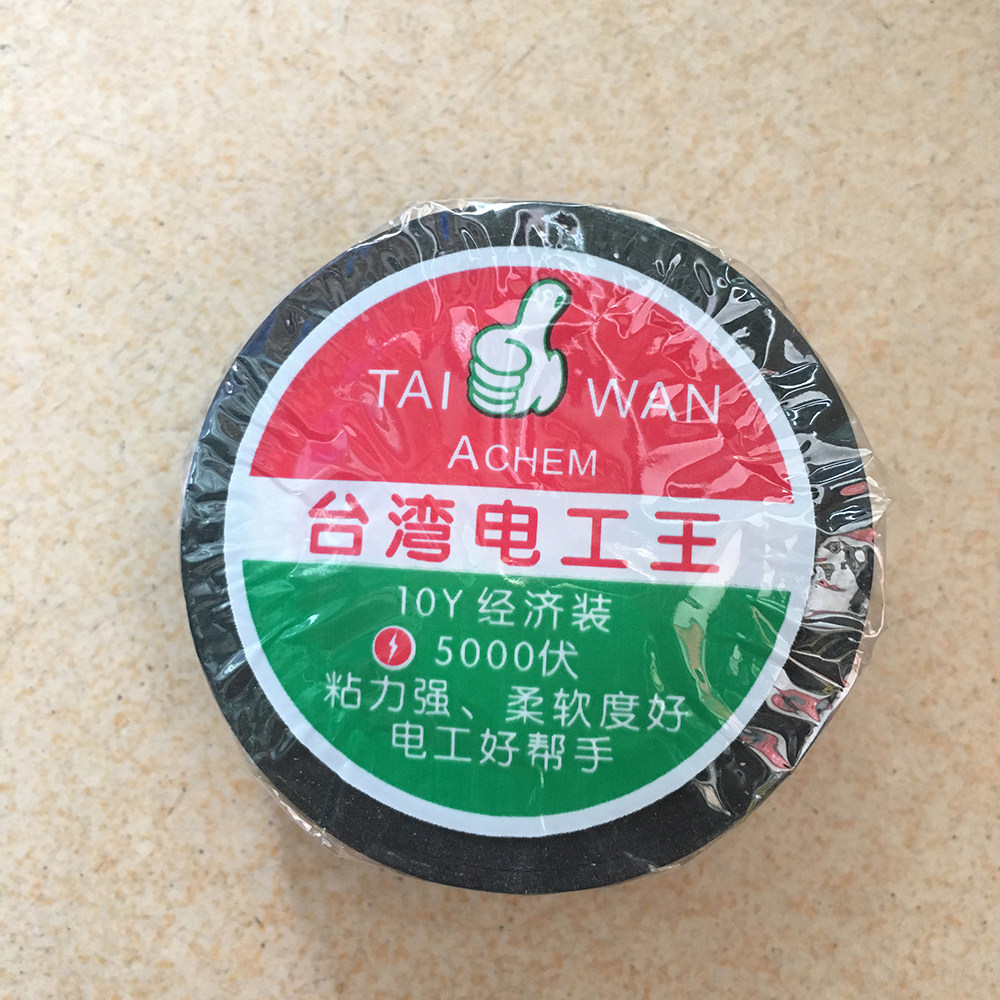 TAI WAN
ACHEM
台湾电工王
10Y 经济装
5000伏
粘力强、柔软度好
电工好帮手